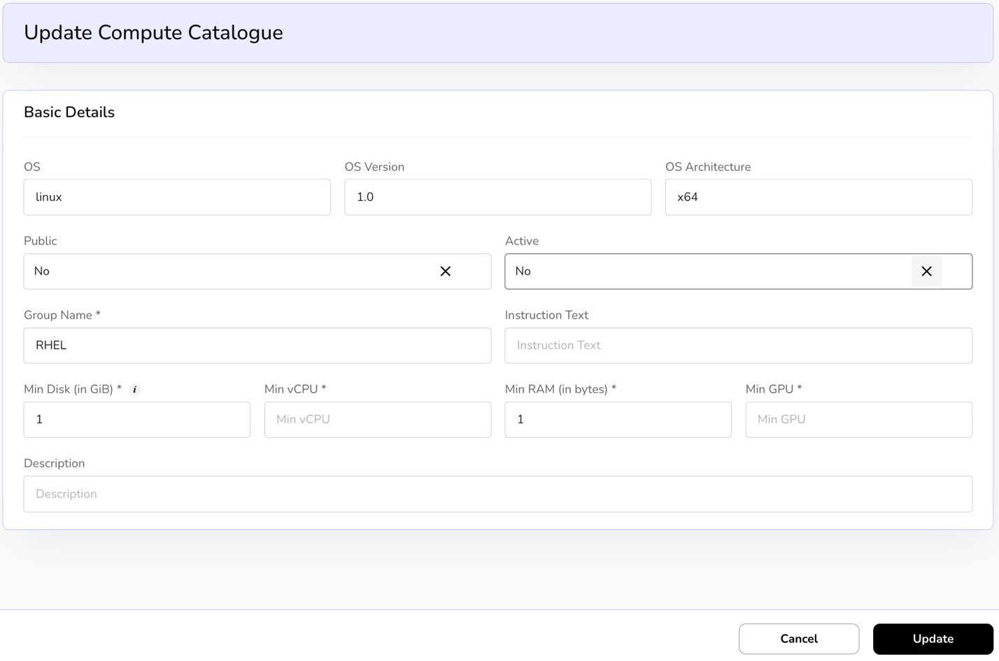 Update Compute Catalogue
Basic Details
OS
OS Version
OS Architecture
linux
1.0
x64
Public
Active
No
No
Group Name *
Instruction Text
RHEL
Instruction Text
Min Disk (in GiB) * i
Min vCPU *
Min RAM (in bytes) *
Min GPU *
1
Min vCPU
1
Min GPU
Description
Description
Cancel
Update